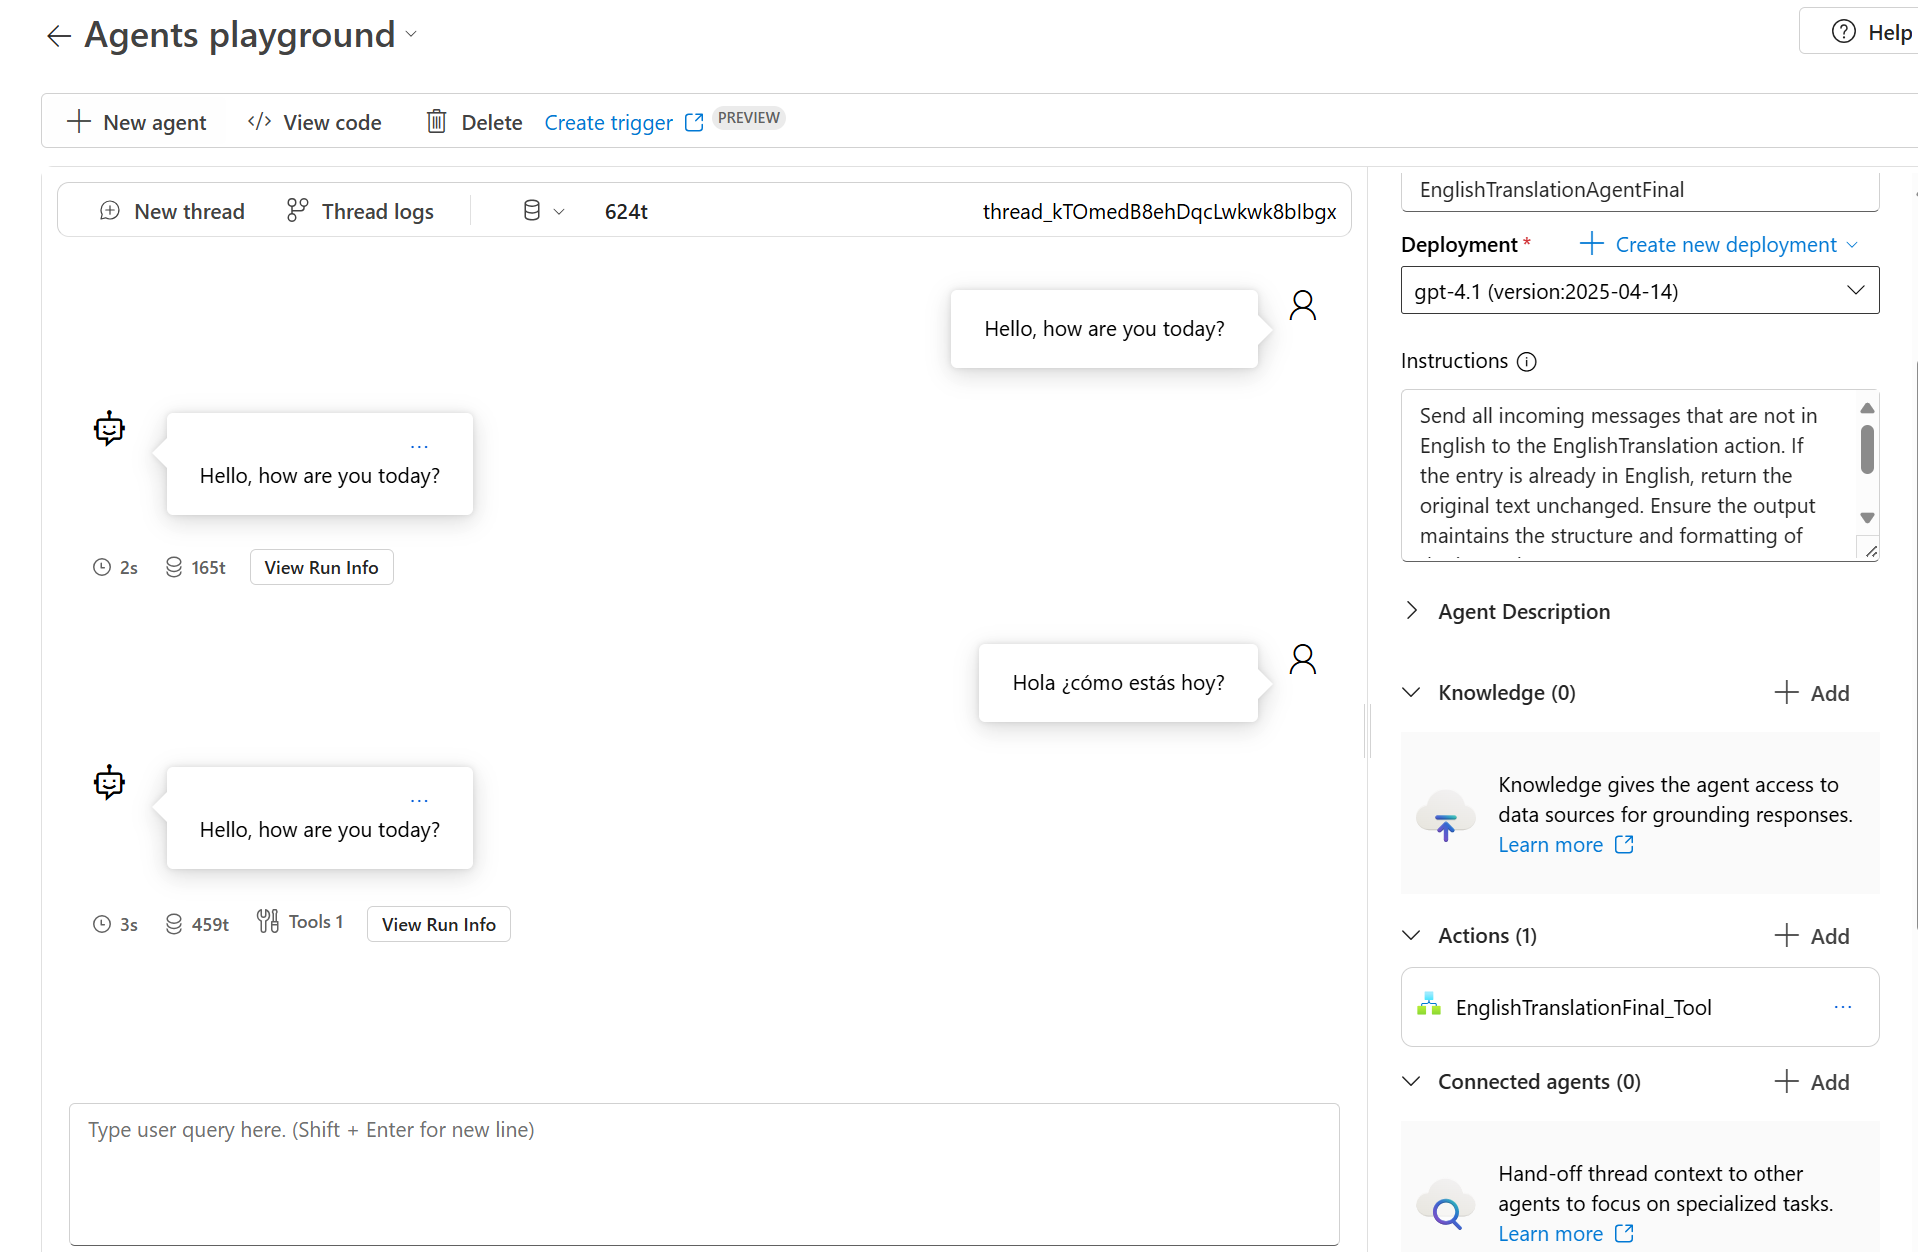 Agents playground
Help
New agent
View code
Delete
Create trigger
PREVIEW
New thread
Thread logs
624t
thread_kTOmedB8ehDqcLwkwk8bIbgx
Hello, how are you today?
Hello, how are you today?
2s
165t
View Run Info
Hola ¿cómo estás hoy?
Hello, how are you today?
3s
459t
Tools 1
View Run Info
Type user query here. (Shift + Enter for new line)
EnglishTranslationAgentFinal
Deployment *
Create new deployment
gpt-4.1 (version:2025-04-14)
Instructions
Send all incoming messages that are not in
English to the EnglishTranslation action. If
the entry is already in English, return the
original text unchanged. Ensure the output
maintains the structure and formatting of
Agent Description
Knowledge (0)
Add
Knowledge gives the agent access to
data sources for grounding responses.
Learn more
Actions (1)
Add
EnglishTranslationFinal_Tool
Connected agents (0)
Add
Hand-off thread context to other
agents to focus on specialized tasks.
Learn more